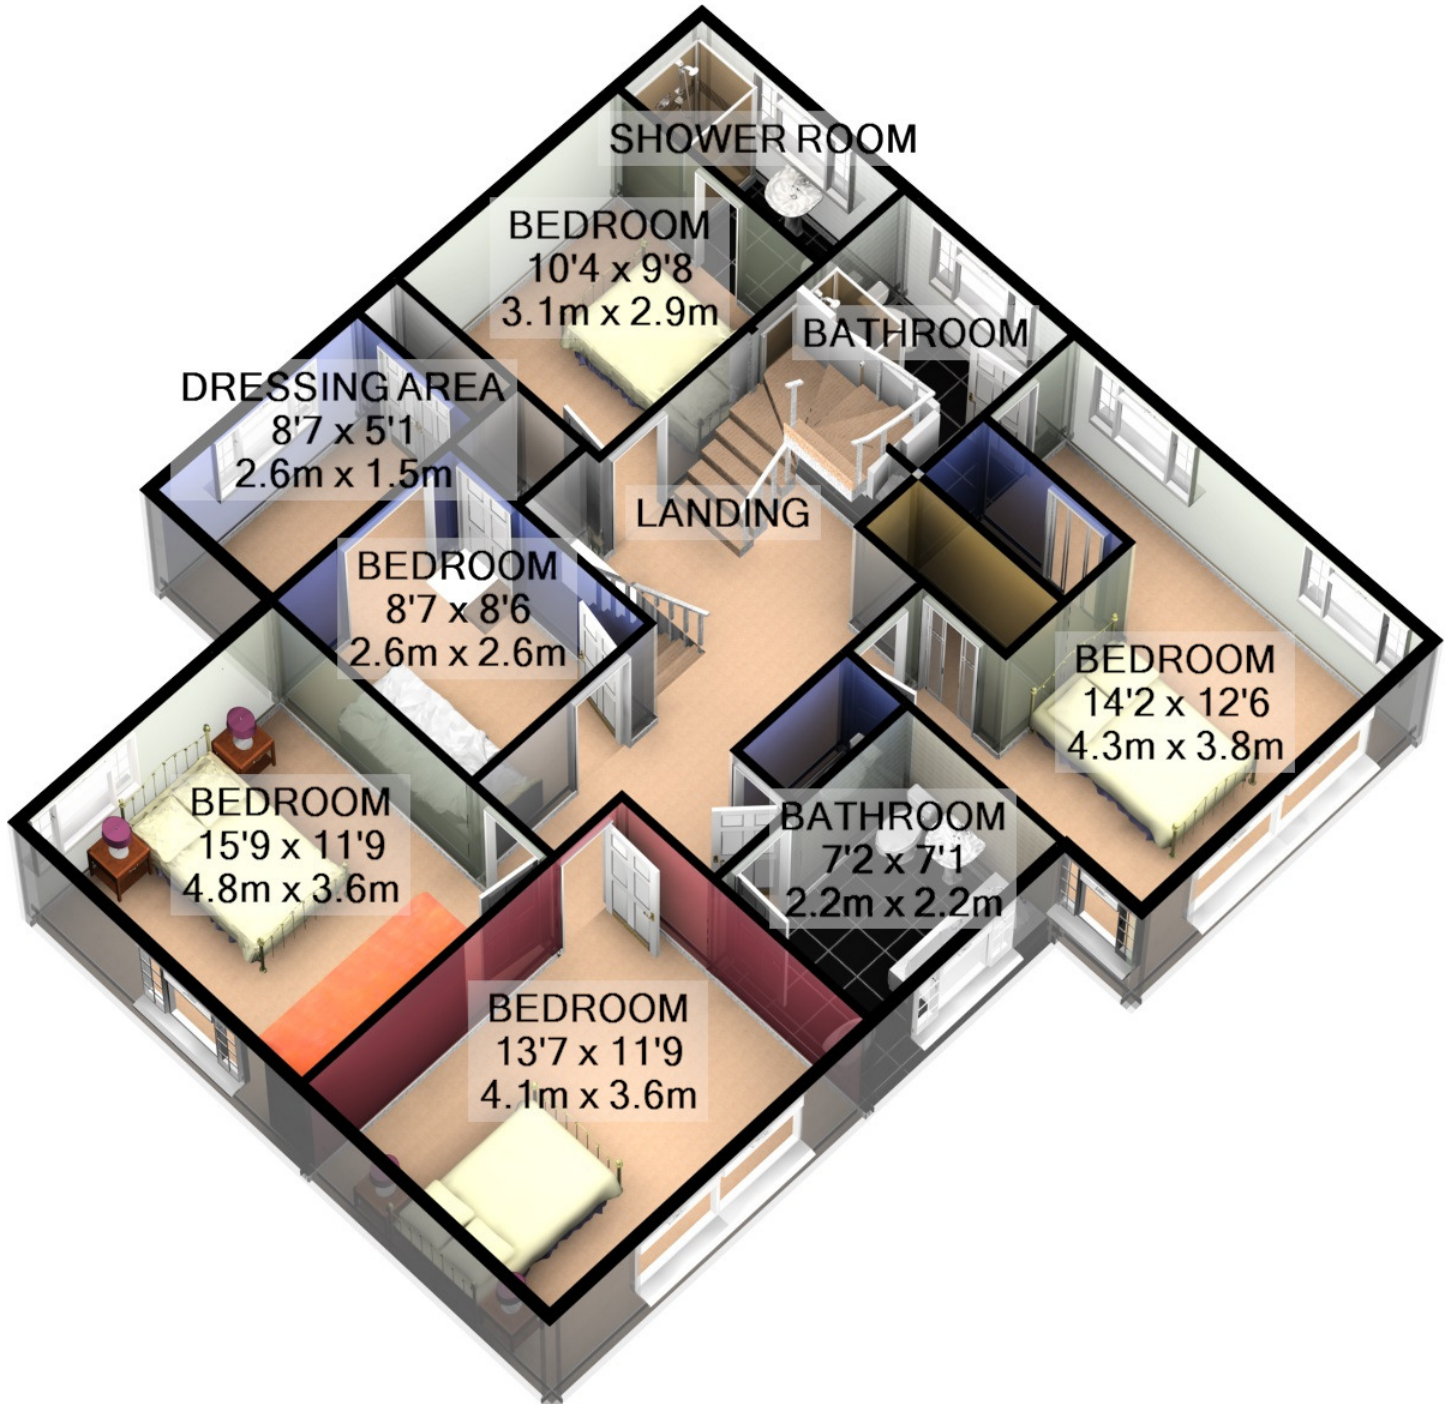 SHOWER ROOM
BEDROOM
10'4 x 9'8
3.1m x 2.9m
BATHROOM
DRESSING AREA
8'7 x 5'1
2.6m x 1.5m
LANDING
BEDROOM
8'7 x 8'6
2.6m x 2.6m
BEDROOM
14'2 x 12'6
4.3m x 3.8m
BEDROOM
15'9 x 11'9
4.8m x 3.6m
BATHROOM
7'2 x 7'1
2.2m x 2.2m
BEDROOM
13'7 x 11'9
4.1m x 3.6m